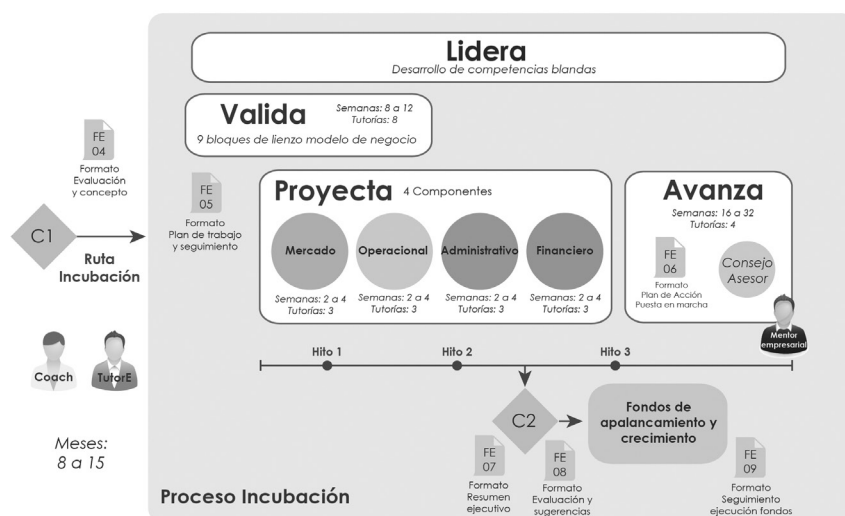 Lidera
Desarrollo de competencias blandas
Valida
Semanas: 8 a 12
Tutorías: 8
9 bloques de lienzo modelo de negocio
FE
04
Formato
Evaluación
y concepto
C1
Ruta
Incubación
FE
05
Formato
Plan de trabajo
y seguimiento
Proyecta
4 Componentes
Mercado
Operacional
Administrativo
Financiero
Semanas: 2 a 4
Tutorías: 3
Semanas: 2 a 4
Tutorías: 3
Semanas: 2 a 4
Tutorías: 3
Semanas: 2 a 4
Tutorías: 3
Avanza
Semanas: 16 a 32
Tutorías: 4
FE
06
Formato
Plan de Acción
Puesta en marcha
Consejo
Asesor
Mentor
empresarial
Coach
TutorE
Hito 1
Hito 2
Hito 3
C2
Fondos de
apalancamiento y
crecimiento
Meses:
8 a 15
FE
07
Formato
Resumen
ejecutivo
FE
08
Formato
Evaluación y
sugerencias
FE
09
Formato
Seguimiento
ejecución fondos
Proceso Incubación